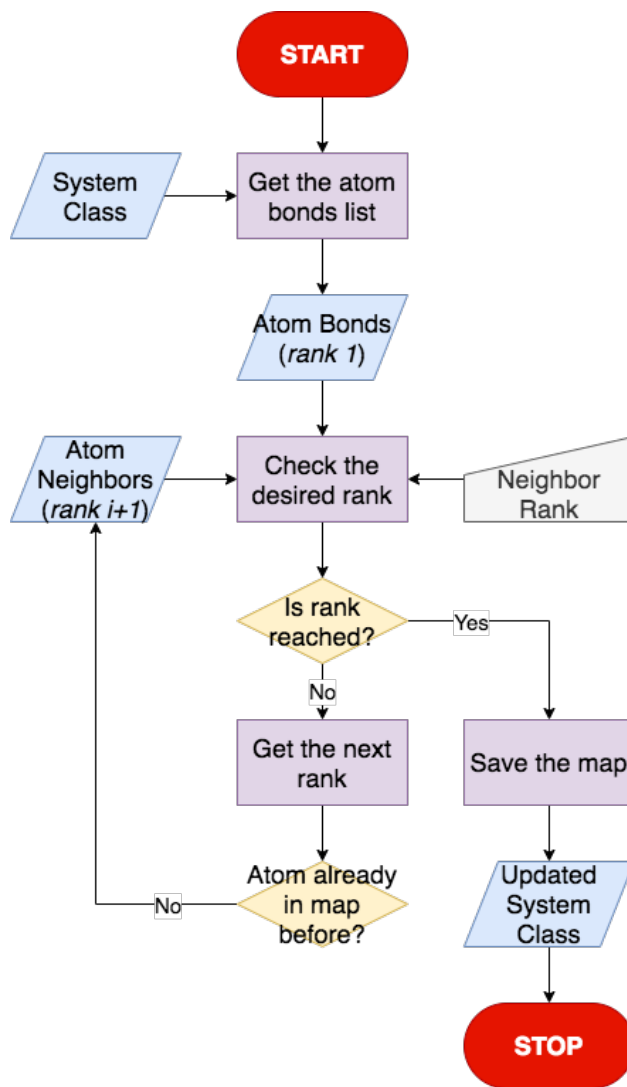 START
System
Class
Get the atom
bonds list
Atom Bonds
(rank 1)
Atom
Neighbors
(rank i+1)
Check the
desired rank
Neighbor
Rank
Is rank
reached?
Yes
No
Get the next
rank
Save the map
Atom already
in map
before?
No
Updated
System
Class
STOP